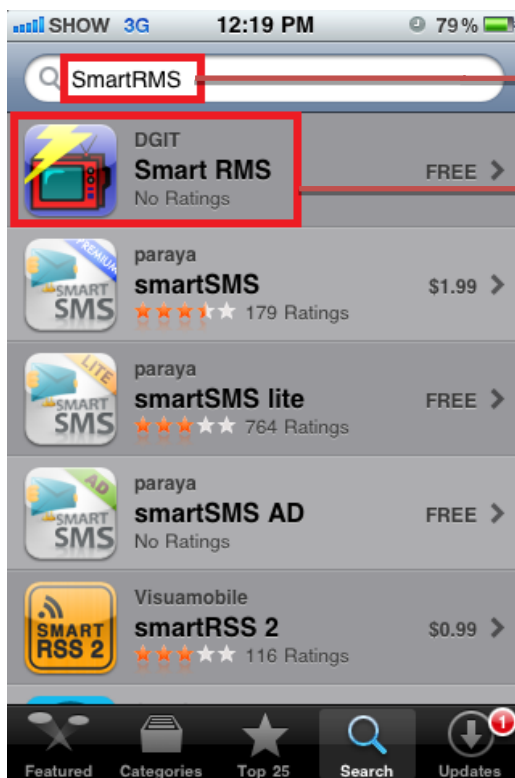 SHOW 3G 12:19 PM 79%
SmartRMS
DGIT
Smart RMS
No Ratings
FREE
PREMIUM
SMART
SMS
paraya
smartSMS
179 Ratings
$1.99
LITE
SMART
SMS
paraya
smartSMS lite
764 Ratings
FREE
AD
SMART
SMS
paraya
smartSMS AD
No Ratings
FREE
SMART
RSS 2
Visuamobile
smartRSS 2
116 Ratings
$0.99
1
Featured Categories Top 25 Search Updates